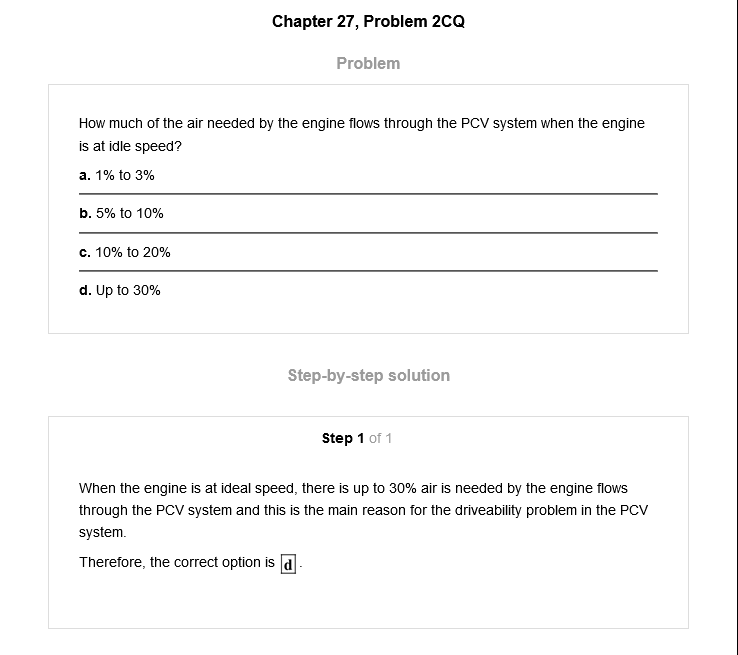 Chapter 27, Problem 2CQ
Problem
How much of the air needed by the engine flows through the PCV system when the engine
is at idle speed?
a. 1% to 3%
b. 5% to 10%
c. 10% to 20%
d. Up to 30%
Step-by-step solution
Step 1 of 1
When the engine is at ideal speed, there is up to 30% air is needed by the engine flows
through the PCV system and this is the main reason for the driveability problem in the PCV
system.
Therefore, the correct option is d.